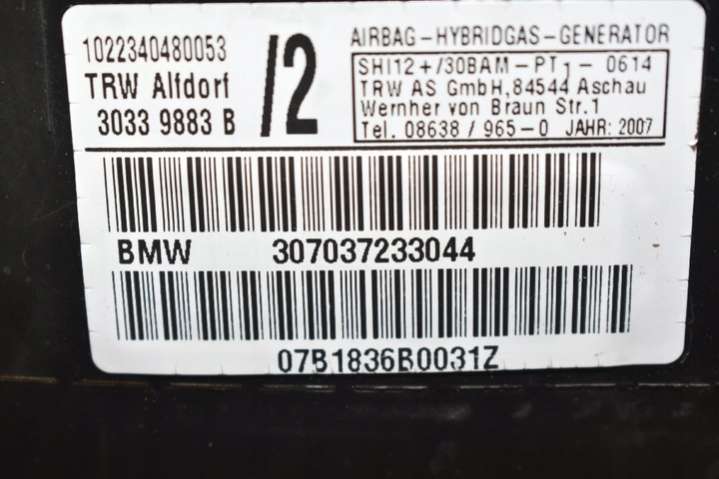 1022340480053
TRW Alfdorf
3033 9883 B
/2
AIRBAG-HYBRIDGAS-GENERATOR
SHI12+/30BAM-PT1-0614
TRW AS GmbH,84544 Aschau
Wernher von Braun Str.1
Tel. 08638/965-0 JAHR: 2007
BMW 307037233044
07B1836B0031Z